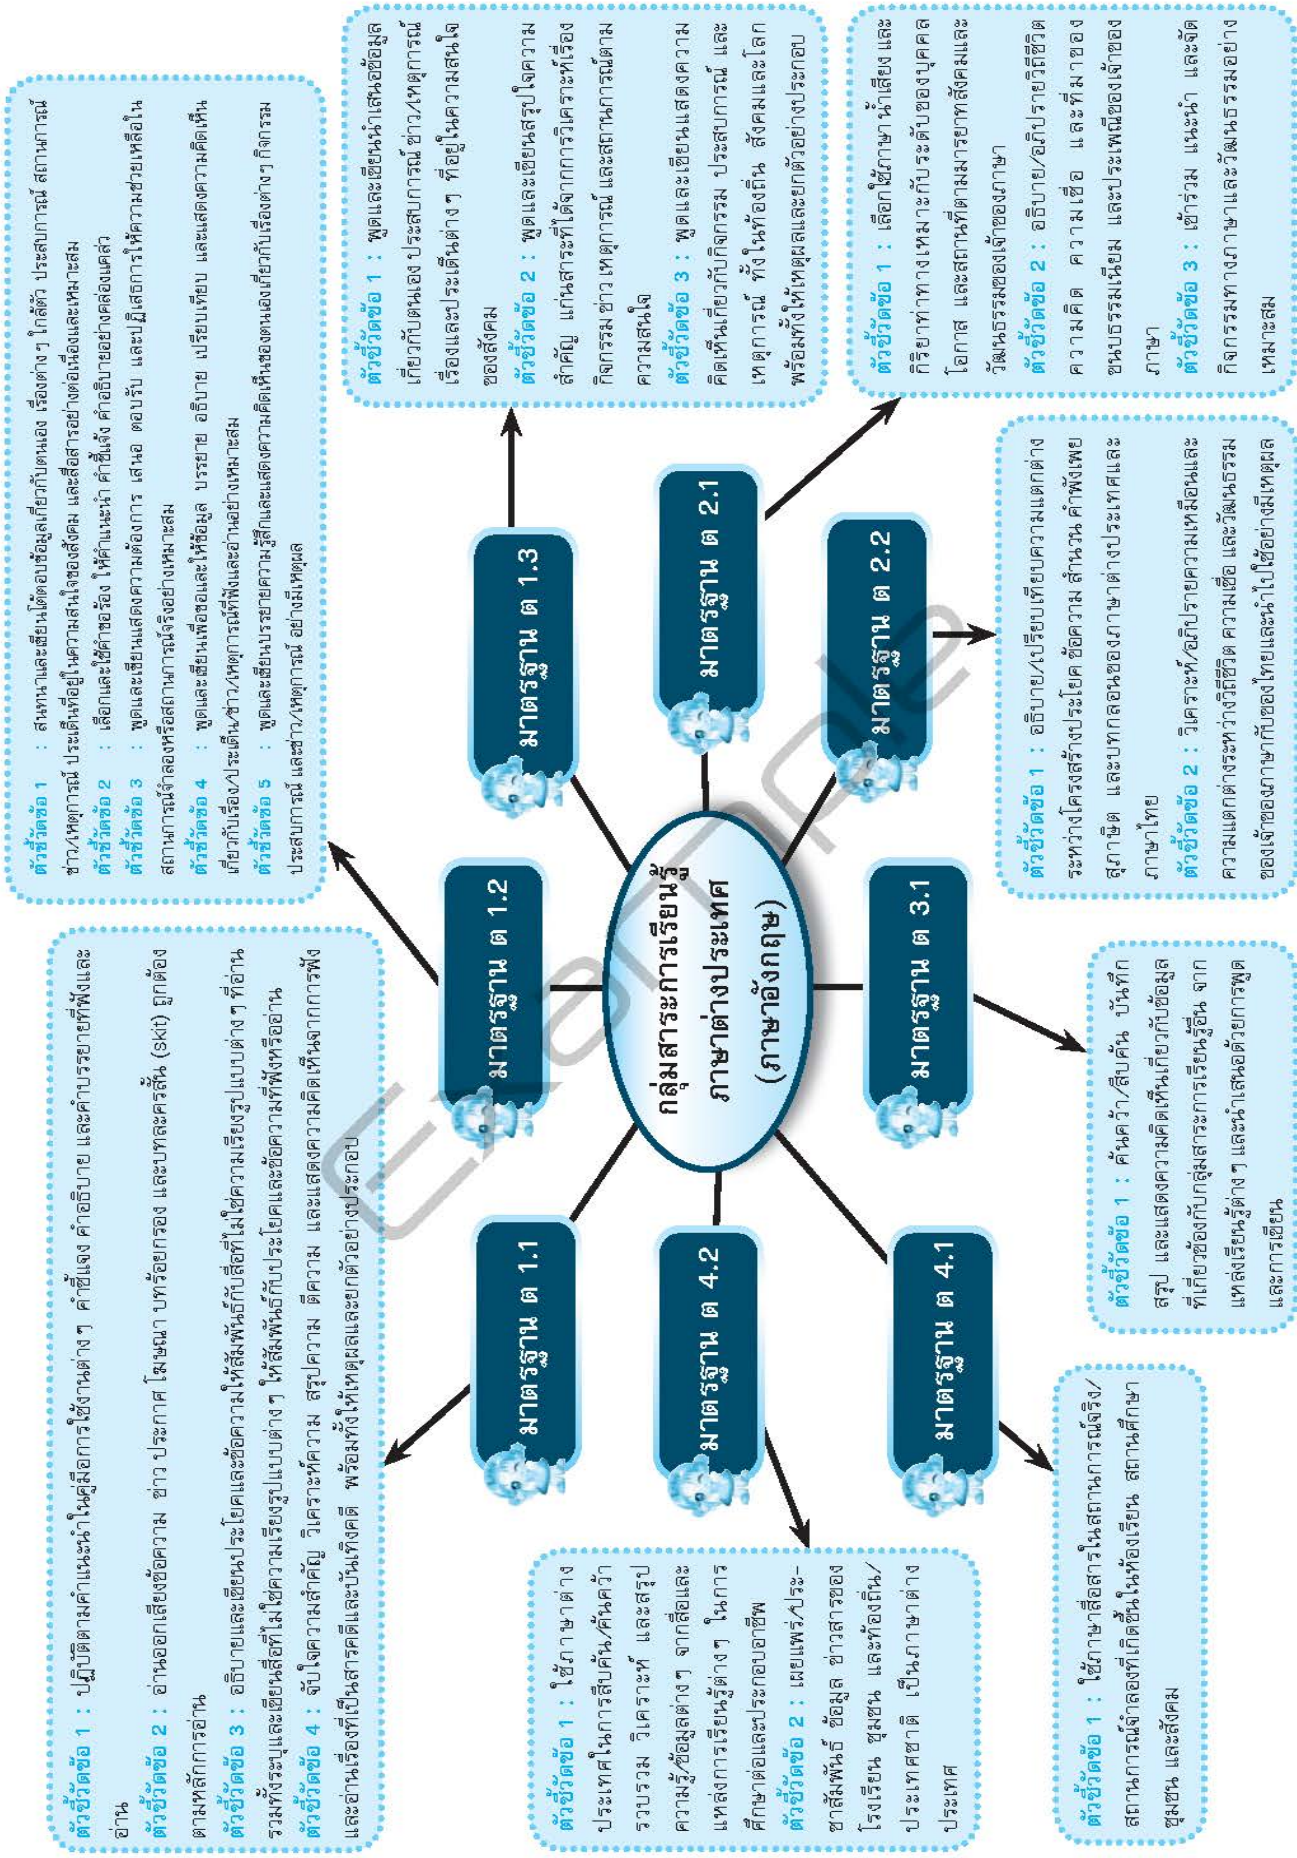 ตัวชี้วัดข้อ 1 : ปฏิบัติตามคำแนะนำในคู่มือการใช้งานต่างๆ คำชี้แจง คำอธิบาย และคำบรรยายที่ฟังและ
อ่าน
ตัวชี้วัดข้อ 2 : อ่านออกเสียงข้อความ ข่าว ประกาศ โฆษณา บทร้อยกรอง และบทละครสั้น (skit) ถูกต้อง
ตามหลักการอ่าน
ตัวชี้วัดข้อ 3 : อธิบายและเขียนประโยคและข้อความให้สัมพันธ์กับสื่อที่ไม่ใช่ความเรียงรูปแบบต่างๆ ที่อ่าน
รวมทั้งระบุและเขียนสื่อที่ไม่ใช่ความเรียงรูปแบบต่างๆ ให้สัมพันธ์กับประโยคและข้อความที่ฟังหรืออ่าน
ตัวชี้วัดข้อ 4 : จับใจความสำคัญ วิเคราะห์ความ สรุปความ ตีความ และแสดงความคิดเห็นจากการฟัง
และอ่านเรื่องที่เป็นสารคดีและบันเทิงคดี พร้อมทั้งให้เหตุผลและยกตัวอย่างประกอบ
ตัวชี้วัดข้อ 1 : สนทนาและเขียนโต้ตอบข้อมูลเกี่ยวกับตนเอง เรื่องต่างๆ ใกล้ตัว ประสบการณ์ สถานการณ์
ข่าว/เหตุการณ์ ประเด็นที่อยู่ในความสนใจของสังคม และสื่อสารอย่างต่อเนื่องและเหมาะสม
ตัวชี้วัดข้อ 2 : เลือกและใช้คำขอร้อง ให้คำแนะนำ คำชี้แจง คำอธิบายอย่างคล่องแคล่ว
ตัวชี้วัดข้อ 3 : พูดและเขียนแสดงความต้องการ เสนอ ตอบรับ และปฏิเสธการให้ความช่วยเหลือใน
สถานการณ์จำลองหรือสถานการณ์จริงอย่างเหมาะสม
ตัวชี้วัดข้อ 4 : พูดและเขียนเพื่อขอและให้ข้อมูล บรรยาย อธิบาย เปรียบเทียบ และแสดงความคิดเห็น
เกี่ยวกับเรื่อง/ประเด็น/ข่าว/เหตุการณ์ที่ฟังและอ่านอย่างเหมาะสม
ตัวชี้วัดข้อ 5 : พูดและเขียนบรรยายความรู้สึกและแสดงความคิดเห็นของตนเองเกี่ยวกับเรื่องต่างๆ กิจกรรม
ประสบการณ์ และข่าว/เหตุการณ์ อย่างมีเหตุผล
มาตรฐาน ต 1.1
มาตรฐาน ต 1.2
มาตรฐาน ต 1.3
ตัวชี้วัดข้อ 1 : พูดและเขียนนำเสนอข้อมูล
เกี่ยวกับตนเอง ประสบการณ์ ข่าว/เหตุการณ์
เรื่องและประเด็นต่างๆ ที่อยู่ในความสนใจ
ของสังคม
ตัวชี้วัดข้อ 2 : พูดและเขียนสรุปใจความ
สำคัญ แก่นสาระที่ได้จากการวิเคราะห์เรื่อง
กิจกรรม ข่าว เหตุการณ์ และสถานการณ์ตาม
ความสนใจ
ตัวชี้วัดข้อ 3 : พูดและเขียนแสดงความ
คิดเห็นเกี่ยวกับกิจกรรม ประสบการณ์ และ
เหตุการณ์ ทั้งในท้องถิ่น สังคมและโลก
พร้อมทั้งให้เหตุผลและยกตัวอย่างประกอบ
มาตรฐาน ต 4.2
กลุ่มสาระการเรียนรู้
ภาษาต่างประเทศ
(ภาษาอังกฤษ)
มาตรฐาน ต 2.1
ตัวชี้วัดข้อ 1 : ใช้ภาษาต่าง
ประเทศในการสืบค้น/ค้นคว้า
รวบรวม วิเคราะห์ และสรุป
ความรู้/ข้อมูลต่างๆ จากสื่อและ
แหล่งการเรียนรู้ต่างๆ ในการ
ศึกษาต่อและประกอบอาชีพ
ตัวชี้วัดข้อ 2 : เผยแพร่/ประ-
ชาสัมพันธ์ ข้อมูล ข่าวสารของ
โรงเรียน ชุมชน และท้องถิ่น/
ประเทศชาติ เป็นภาษาต่าง
ประเทศ
มาตรฐาน ต 4.1
มาตรฐาน ต 3.1
มาตรฐาน ต 2.2
ตัวชี้วัดข้อ 1 : เลือกใช้ภาษา น้ำเสียง และ
กิริยาท่าทางเหมาะกับระดับของบุคคล
โอกาส และสถานที่ตามมารยาทสังคมและ
วัฒนธรรมของเจ้าของภาษา
ตัวชี้วัดข้อ 2 : อธิบาย/อภิปรายวิถีชีวิต
ความคิด ความเชื่อ และที่มาของ
ขนบธรรมเนียม และประเพณีของเจ้าของ
ภาษา
ตัวชี้วัดข้อ 3 : เข้าร่วม แนะนำ และจัด
กิจกรรมทางภาษาและวัฒนธรรมอย่าง
เหมาะสม
ตัวชี้วัดข้อ 1 : ใช้ภาษาสื่อสารในสถานการณ์จริง/
สถานการณ์จำลองที่เกิดขึ้นในห้องเรียน สถานศึกษา
ชุมชน และสังคม
ตัวชี้วัดข้อ 1 : ค้นคว้า/สืบค้น บันทึก
สรุป และแสดงความคิดเห็นเกี่ยวกับข้อมูล
ที่เกี่ยวข้องกับกลุ่มสาระการเรียนรู้อื่น จาก
แหล่งเรียนรู้ต่างๆ และนำเสนอด้วยการพูด
และการเขียน
ตัวชี้วัดข้อ 1 : อธิบาย/เปรียบเทียบความแตกต่าง
ระหว่างโครงสร้างประโยค ข้อความ สำนวน คำพังเพย
สุภาษิต และบทกลอนของภาษาต่างประเทศและ
ภาษาไทย
ตัวชี้วัดข้อ 2 : วิเคราะห์/อภิปรายความเหมือนและ
ความแตกต่างระหว่างวิถีชีวิต ความเชื่อ และวัฒนธรรม
ของเจ้าของภาษากับของไทยและนำไปใช้อย่างมีเหตุผล
Example